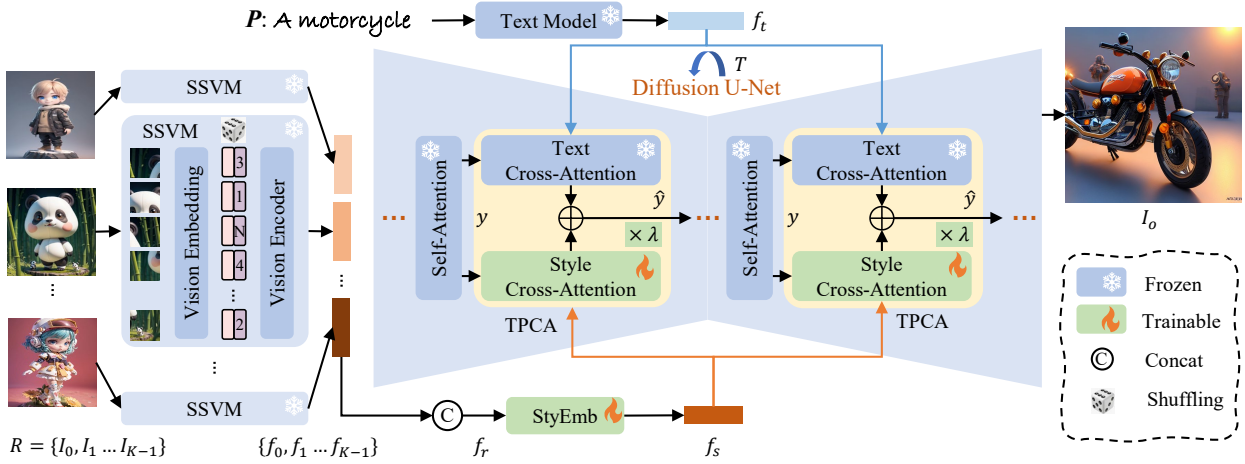 P: A motorcycle
Text Model
f_t
T
Diffusion U-Net
SSVM
SSVM
Vision Embedding
3
1
N
4
...
2
Vision Encoder
...
...
...
SSVM
R = {I_0, I_1 ... I_{K-1}}
{f_0, f_1 ... f_{K-1}}
C
f_r
StyEmb
f_s
...
Self-Attention
y
Text
Cross-Attention
ŷ
× λ
Style
Cross-Attention
TPCA
...
Self-Attention
y
Text
Cross-Attention
ŷ
× λ
Style
Cross-Attention
TPCA
...
I_o
Frozen
Trainable
C
Concat
Shuffling